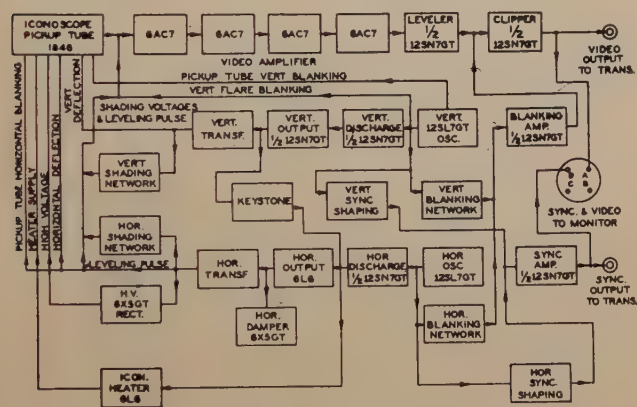 ICONOSCOPE
PICKUP TUBE
1846
6AC7
6AC7
6AC7
6AC7
LEVELER
1/2
12SN7GT
CLIPPER
1/2
12SN7GT
VIDEO
OUTPUT
TO TRANS.
VIDEO AMPLIFIER
PICKUP TUBE VERT BLANKING
VERT FLARE BLANKING
SHADING VOLTAGES
& LEVELING PULSE
PICKUP TUBE HORIZONTAL BLANKING
HEATER SUPPLY
HIGH VOLTAGE
HORIZONTAL DEFLECTION
VERT
DEFLECTION
VERT.
TRANSF.
VERT.
OUTPUT
1/2 12SN7GT
VERT.
DISCHARGE
1/2 12SN7GT
VERT.
12SL7GT
OSC.
BLANKING
AMP.
1/2 12SN7GT
VERT
SHADING
NETWORK
KEYSTONE
VERT
SYNC
SHAPING
VERT
BLANKING
NETWORK
C
A
B
SYNC. & VIDEO
TO MONITOR
HOR.
SHADING
NETWORK
LEVELING PULSE
HOR.
TRANSF
HOR.
OUTPUT
6L6
HOR
DISCHARGE
1/2 12SN7GT
HOR
OSC
12SL7GT
SYNC
AMP.
1/2 12SN7GT
SYNC.
OUTPUT
TO TRANS.
H.V.
6X5GT
RECT.
HOR.
DAMPER
6X5GT
HOR.
BLANKING
NETWORK
ICON.
HEATER
6L6
HOR
SYNC.
SHAPING